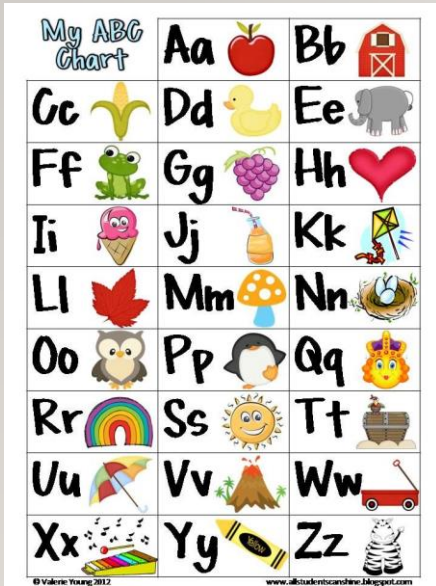 My ABC
Chart
Aa
Bb
Cc
Dd
Ee
Ff
Gg
Hh
Ii
Jj
Kk
Ll
Mm
Nn
Oo
Pp
Qq
Rr
Ss
Tt
Uu
Vv
Ww
Xx
Yy
Yellow
Zz
© Valerie Young 2012
www.allstudentscanshine.blogspot.com